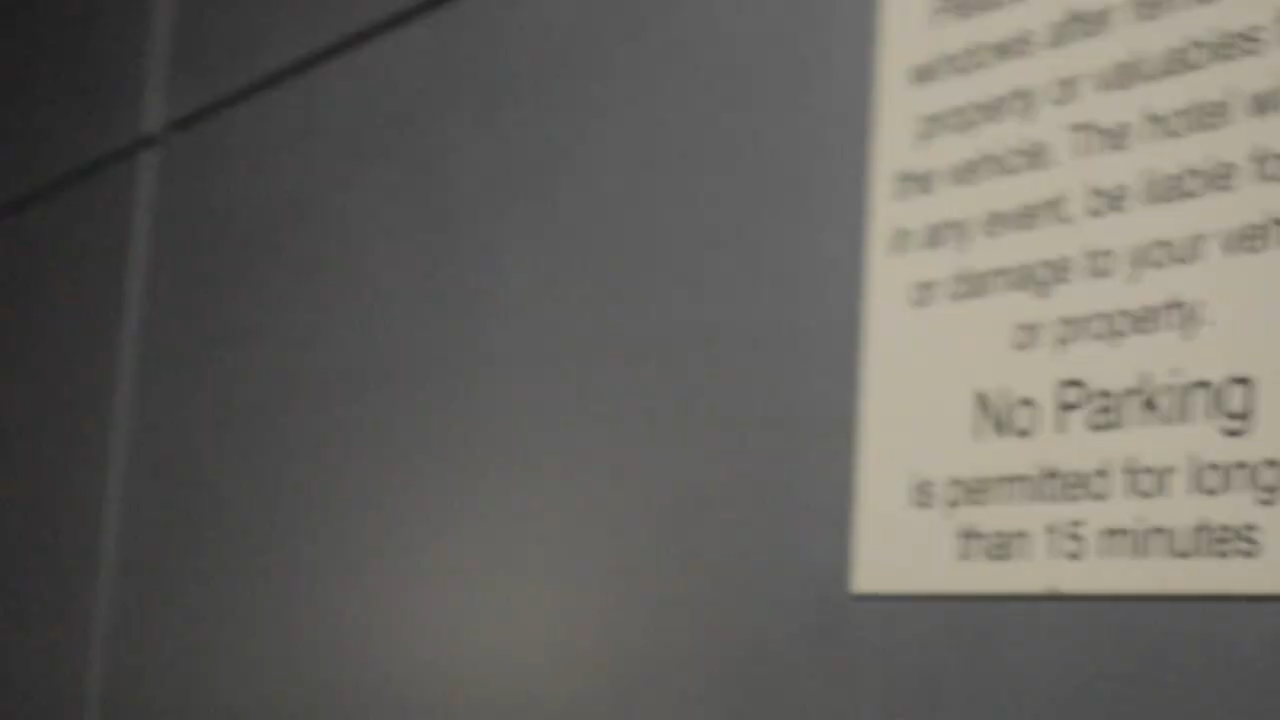 windows after
property or valuables
the vehicle. The hotel
in any event, be liable
or damage to your
or property.
No Parking
is permitted for
than 15 minutes